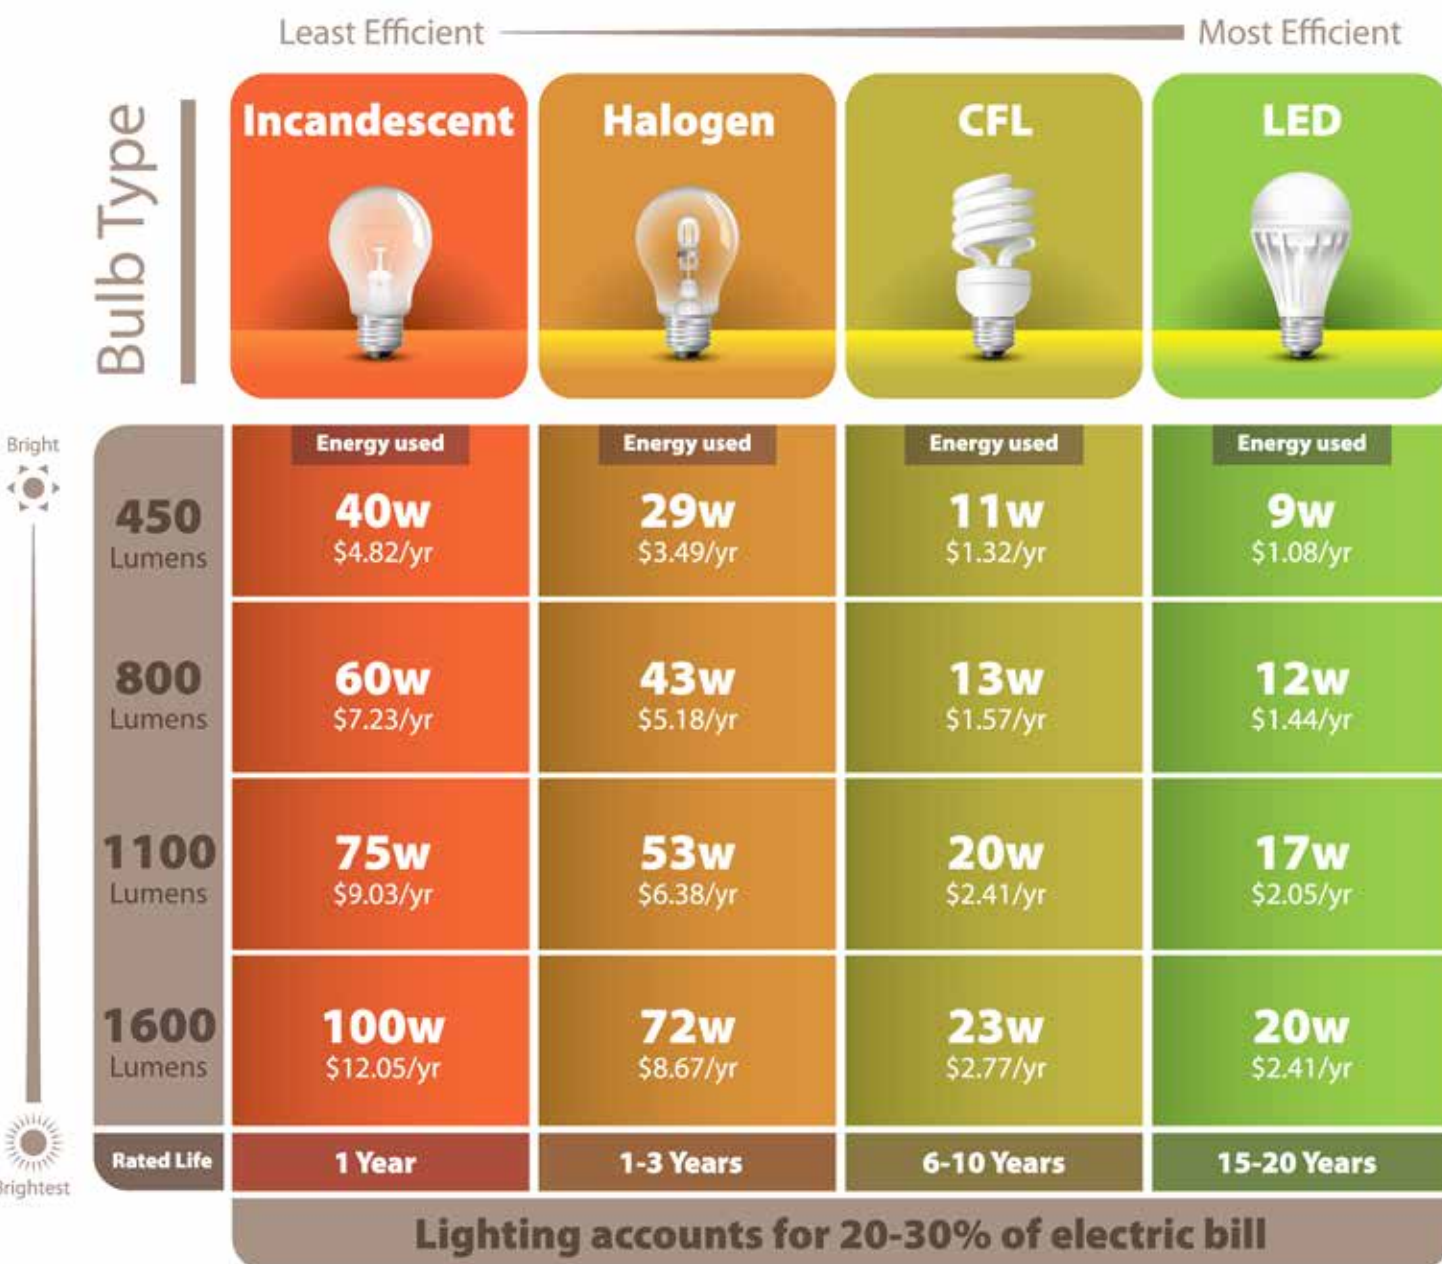 Least Efficient Most Efficient
Bulb Type
Incandescent Halogen CFL LED
Bright
Energy used Energy used Energy used Energy used
450 40w 29w 11w 9w
Lumens $4.82/yr $3.49/yr $1.32/yr $1.08/yr
800 60w 43w 13w 12w
Lumens $7.23/yr $5.18/yr $1.57/yr $1.44/yr
1100 75w 53w 20w 17w
Lumens $9.03/yr $6.38/yr $2.41/yr $2.05/yr
1600 100w 72w 23w 20w
Lumens $12.05/yr $8.67/yr $2.77/yr $2.41/yr
Brightest
Rated Life 1 Year 1-3 Years 6-10 Years 15-20 Years
Lighting accounts for 20-30% of electric bill